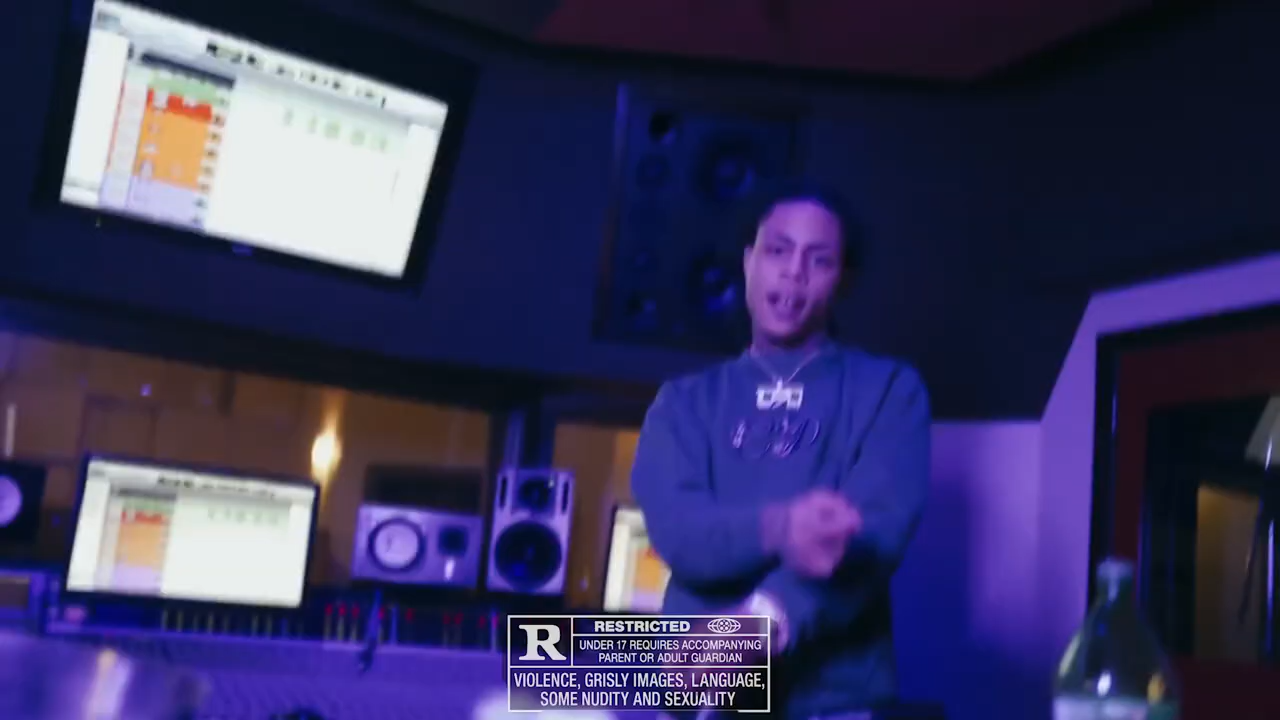 R
RESTRICTED
UNDER 17 REQUIRES ACCOMPANYING
PARENT OR ADULT GUARDIAN
VIOLENCE, GRISLY IMAGES, LANGUAGE,
SOME NUDITY AND SEXUALITY